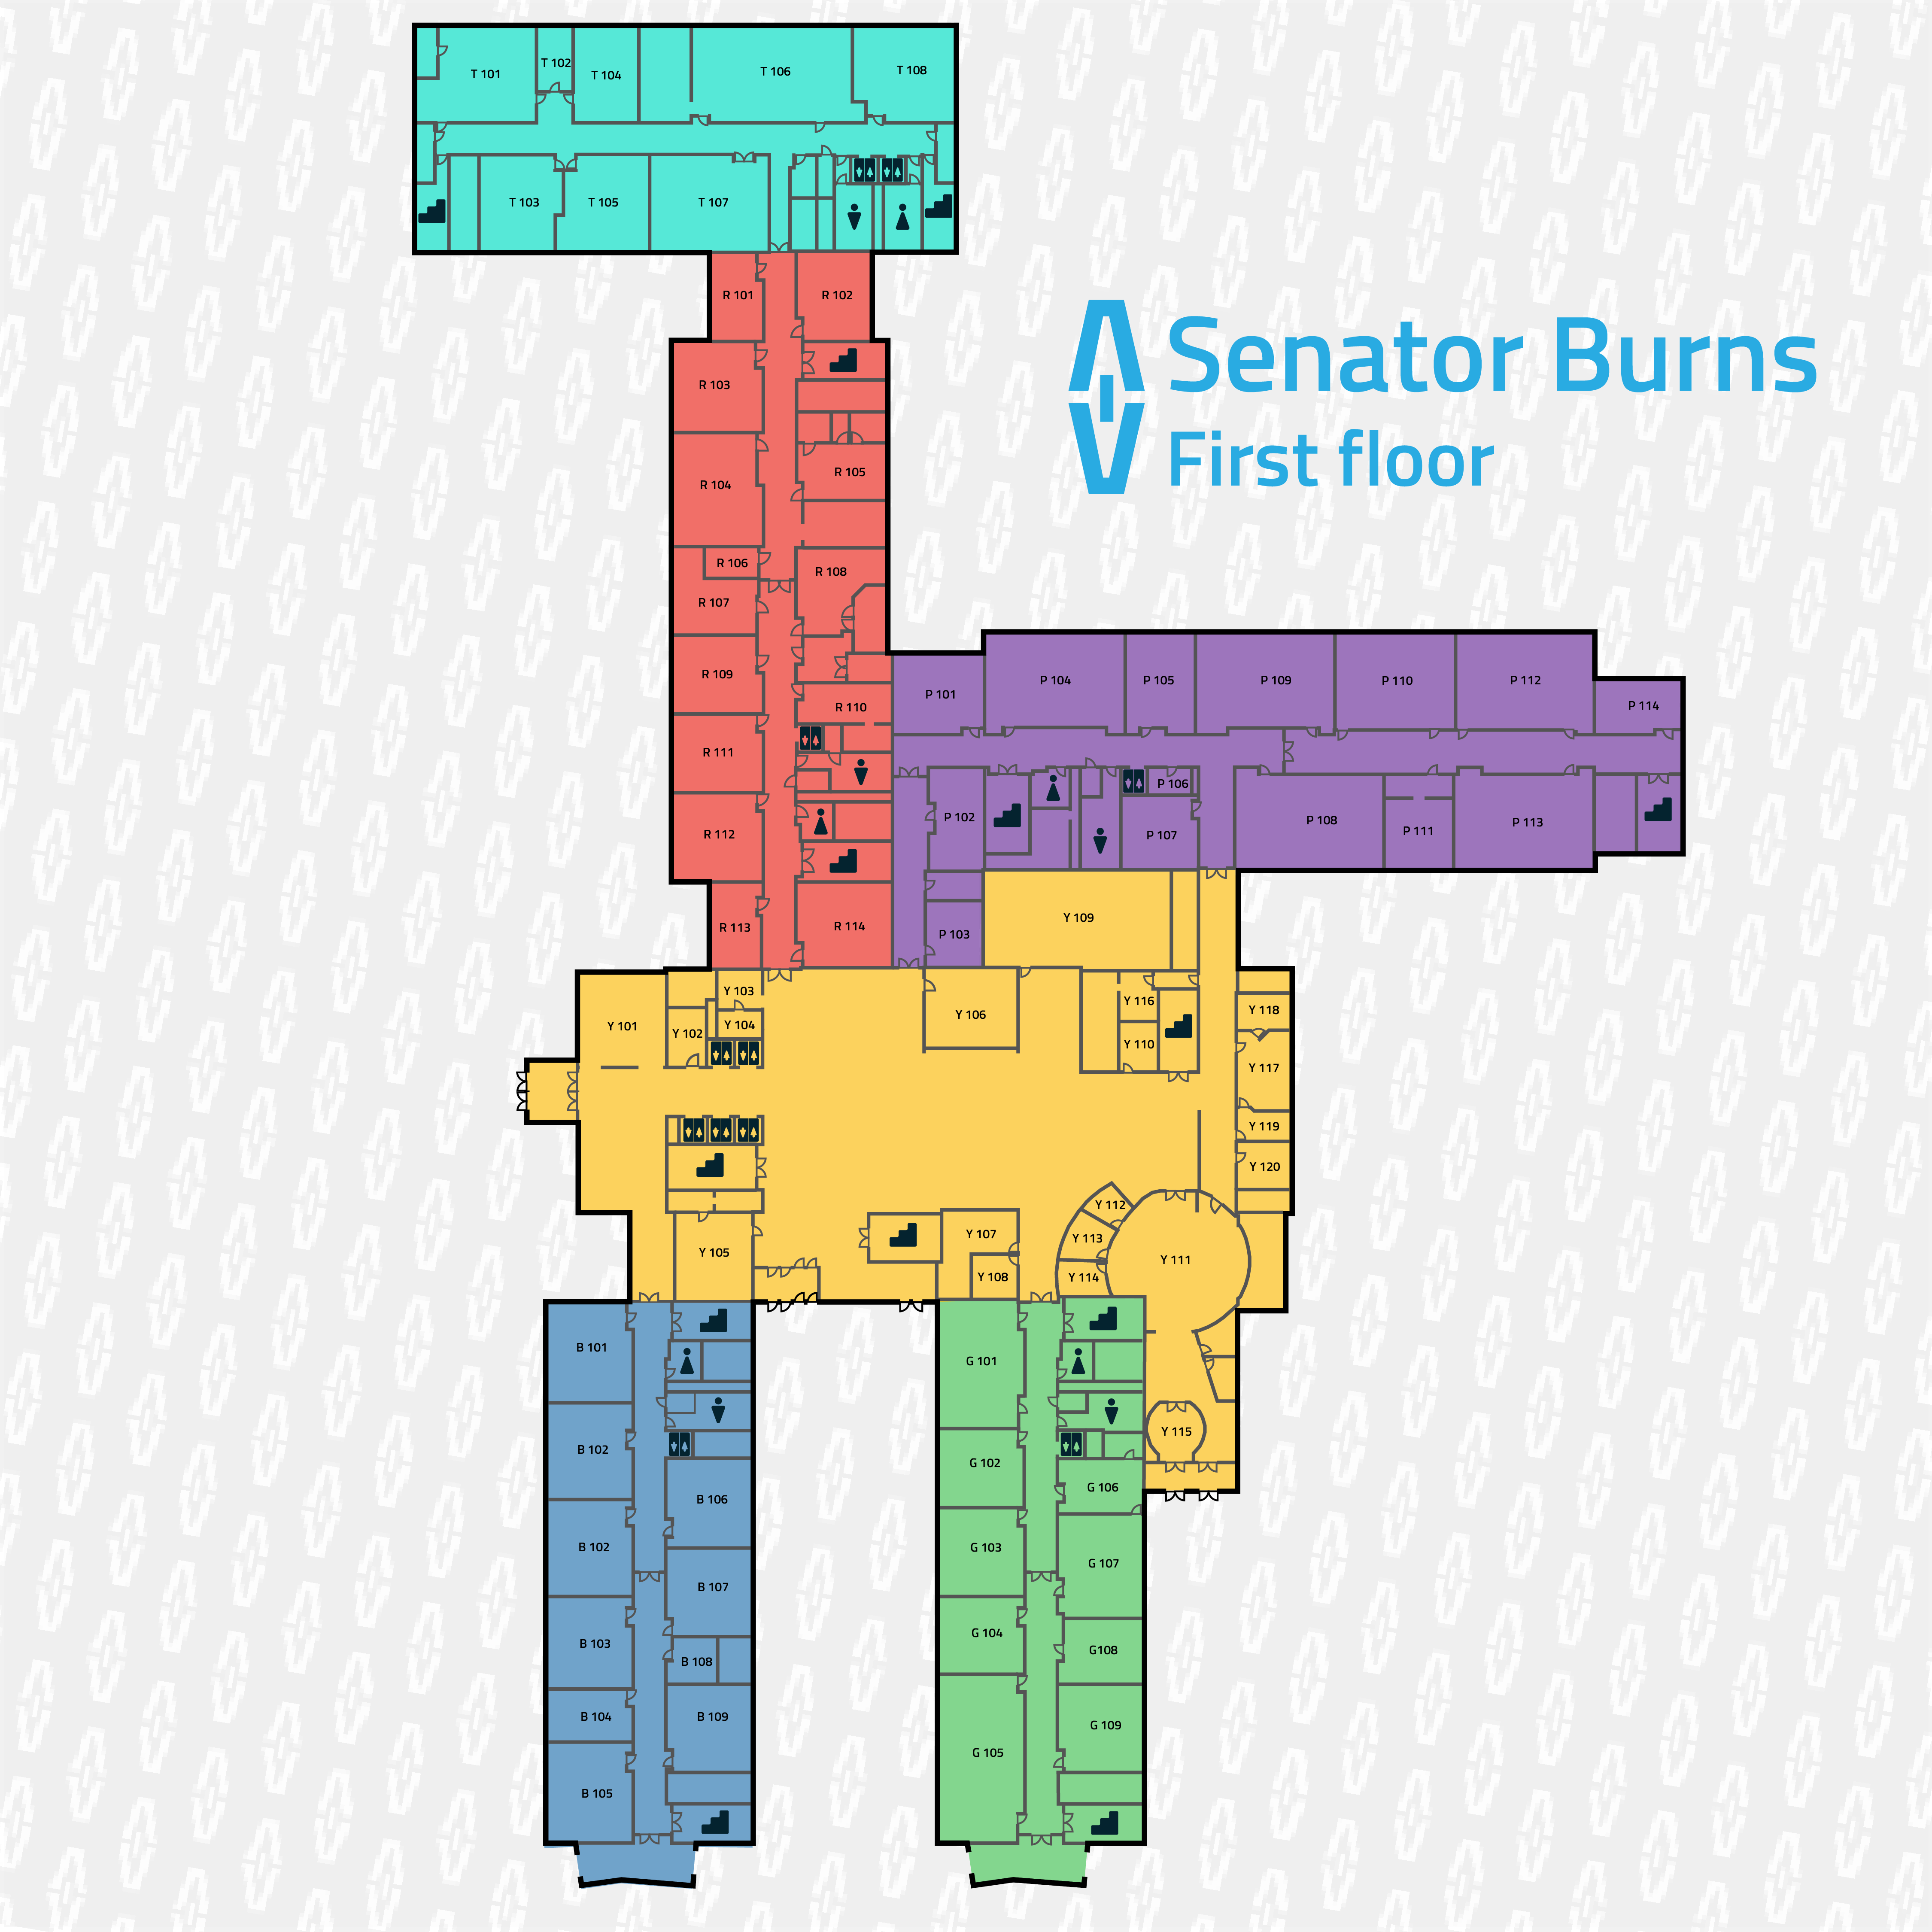 T 101
T 102
T 104
T 106
T 108
T 103
T 105
T 107
Senator Burns
First floor
R 101
R 102
R 103
R 104
R 105
R 106
R 107
R 108
R 109
R 110
R 111
R 112
R 113
R 114
P 101
P 104
P 105
P 109
P 110
P 112
P 114
P 102
P 106
P 107
P 108
P 111
P 113
P 103
Y 109
Y 101
Y 102
Y 103
Y 104
Y 106
Y 116
Y 110
Y 118
Y 117
Y 119
Y 120
Y 105
Y 107
Y 108
Y 112
Y 113
Y 114
Y 111
Y 115
B 101
B 102
B 102
B 103
B 104
B 105
B 106
B 107
B 108
B 109
G 101
G 102
G 103
G 104
G 105
G 106
G 107
G108
G 109